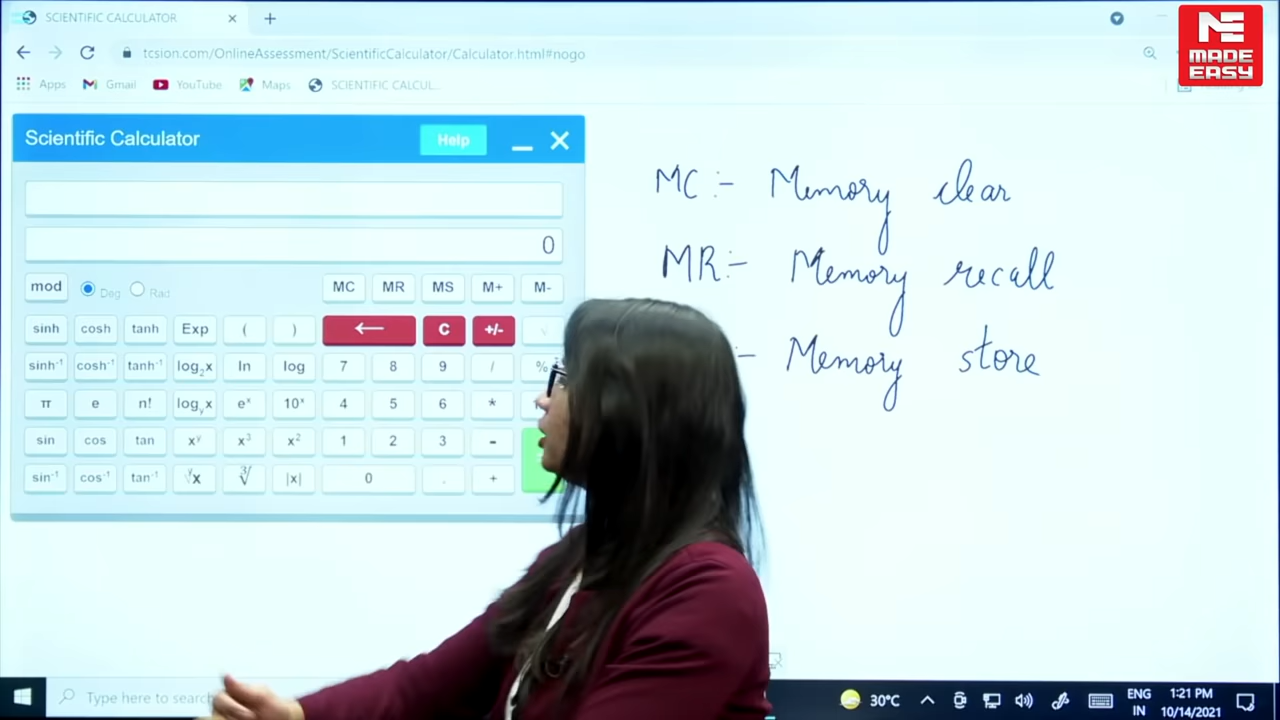 SCIENTIFIC CALCULATOR
tcsion.com/OnlineAssessment/ScientificCalculator/Calculator.html#nogo
Apps Gmail YouTube Maps SCIENTIFIC CALCUL...
ME
MADE
EASY
Scientific Calculator Help
0
mod Deg Rad MC MR MS M+ M-
sinh cosh tanh Exp ( ) ← C +/- √
sinh⁻¹ cosh⁻¹ tanh⁻¹ log₂x ln log 7 8 9 / %
π e n! logᵧx eˣ 10ˣ 4 5 6 *
sin cos tan xʸ x³ x² 1 2 3 -
sin⁻¹ cos⁻¹ tan⁻¹ ʸ√x ³√ |x| 0 . +
MC :- Memory clear
MR :- Memory recall
- Memory store
Type here to search
30°C
ENG
IN
1:21 PM
10/14/2021